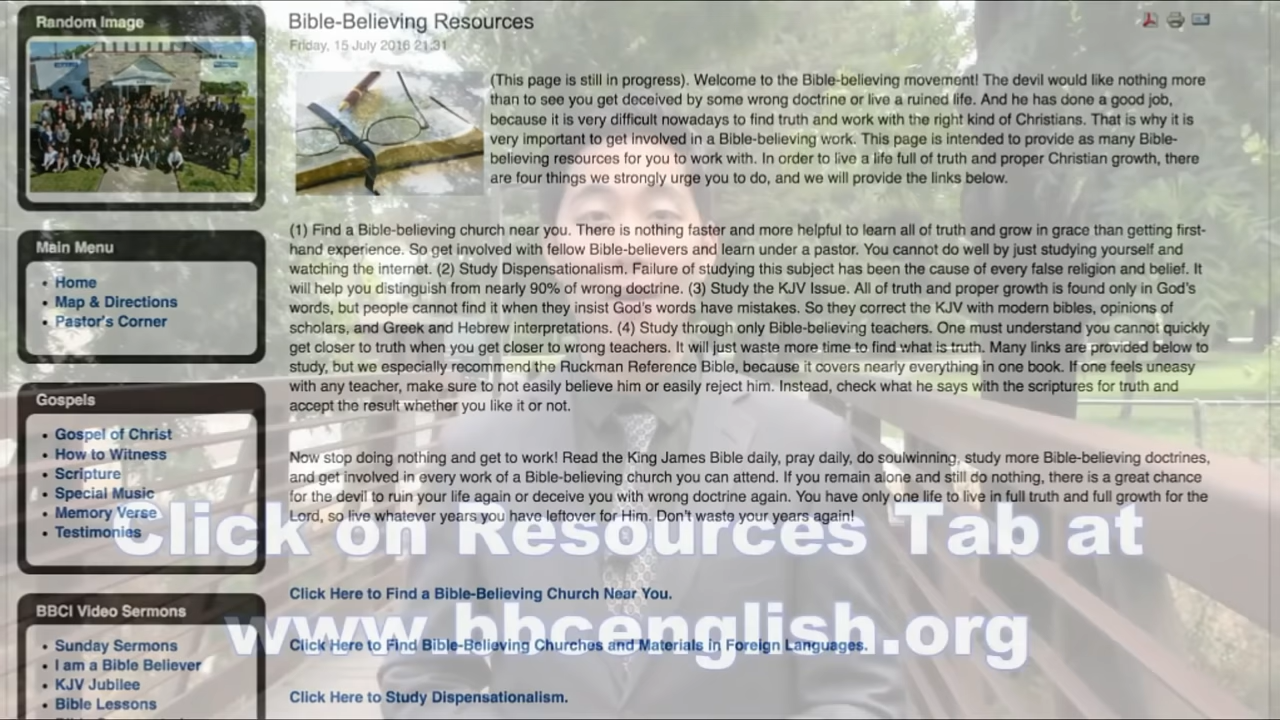 Random Image
Main Menu
Home
Map & Directions
Pastor's Corner
Gospels
Gospel of Christ
How to Witness
Scripture
Special Music
Memory Verse
Testimonies
BBCI Video Sermons
Sunday Sermons
I am a Bible Believer
KJV Jubilee
Bible Lessons
Bible-Believing Resources
Friday, 15 July 2016 21:31
(This page is still in progress). Welcome to the Bible-believing movement! The devil would like nothing more
than to see you get deceived by some wrong doctrine or live a ruined life. And he has done a good job,
because it is very difficult nowadays to find truth and work with the right kind of Christians. That is why it is
very important to get involved in a Bible-believing work. This page is intended to provide as many Bible-
believing resources for you to work with. In order to live a life full of truth and proper Christian growth, there
are four things we strongly urge you to do, and we will provide the links below.
(1) Find a Bible-believing church near you. There is nothing faster and more helpful to learn all of truth and grow in grace than getting first-
hand experience. So get involved with fellow Bible-believers and learn under a pastor. You cannot do well by just studying yourself and
watching the internet. (2) Study Dispensationalism. Failure of studying this subject has been the cause of every false religion and belief. It
will help you distinguish from nearly 90% of wrong doctrine. (3) Study the KJV Issue. All of truth and proper growth is found only in God's
words, but people cannot find it when they insist God's words have mistakes. So they correct the KJV with modern bibles, opinions of
scholars, and Greek and Hebrew interpretations. (4) Study through only Bible-believing teachers. One must understand you cannot quickly
get closer to truth when you get closer to wrong teachers. It will just waste more time to find what is truth. Many links are provided below to
study, but we especially recommend the Ruckman Reference Bible, because it covers nearly everything in one book. If one feels uneasy
with any teacher, make sure to not easily believe him or easily reject him. Instead, check what he says with the scriptures for truth and
accept the result whether you like it or not.
Now stop doing nothing and get to work! Read the King James Bible daily, pray daily, do soulwinning, study more Bible-believing doctrines,
and get involved in every work of a Bible-believing church you can attend. If you remain alone and still do nothing, there is a great chance
for the devil to ruin your life again or deceive you with wrong doctrine again. You have only one life to live in full truth and full growth for the
Lord, so live whatever years you have leftover for Him. Don't waste your years again!
Click on Resources Tab at
Click Here to Find a Bible-Believing Church Near You.
www.bbcenglish.org
Click Here to Find Bible-Believing Churches and Materials in Foreign Languages.
Click Here to Study Dispensationalism.